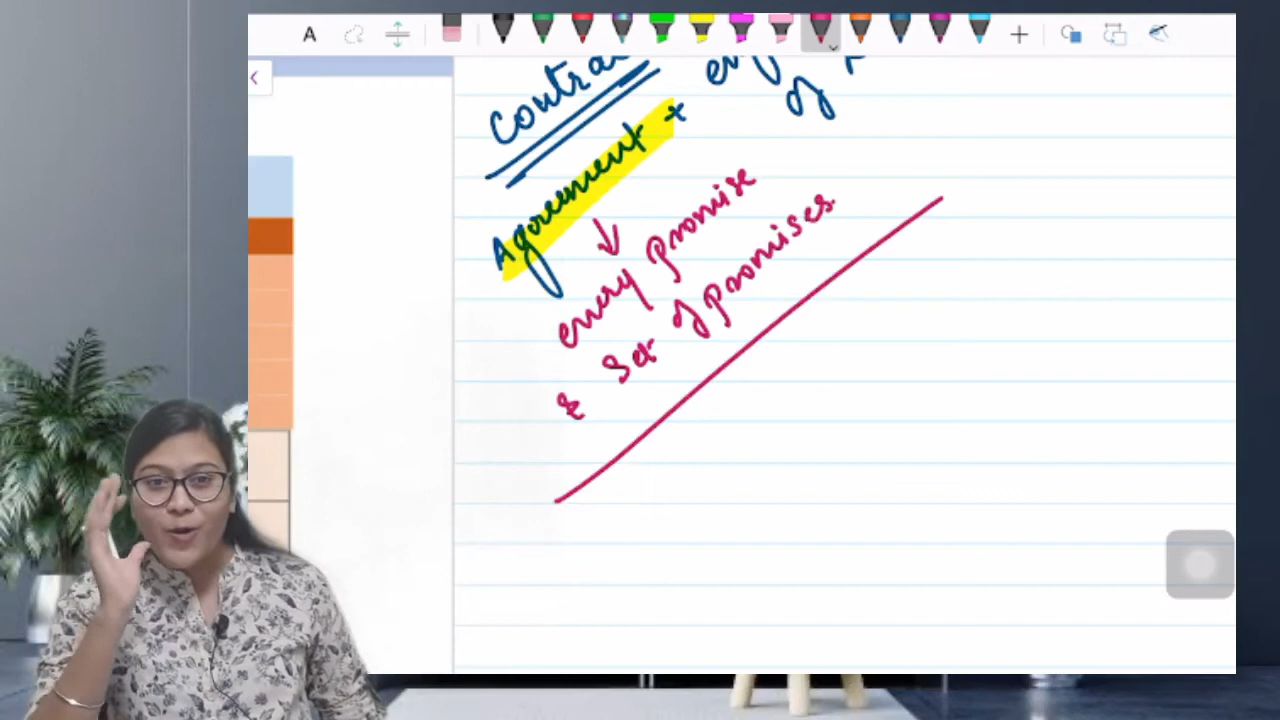 A
Contra
Agreement +
every promise
& Set of promises